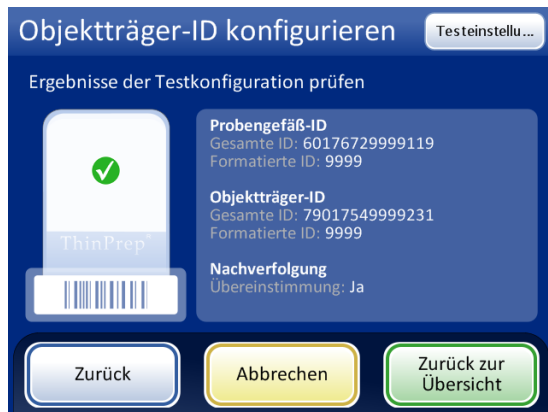 Objektträger-ID konfigurieren
Testeinstellu...
Ergebnisse der Testkonfiguration prüfen
Probengefäß-ID
Gesamte ID: 60176729999119
Formatierte ID: 9999
Objektträger-ID
Gesamte ID: 79017549999231
Formatierte ID: 9999
Nachverfolgung
Übereinstimmung: Ja
ThinPrep®
Zurück
Abbrechen
Zurück zur
Übersicht